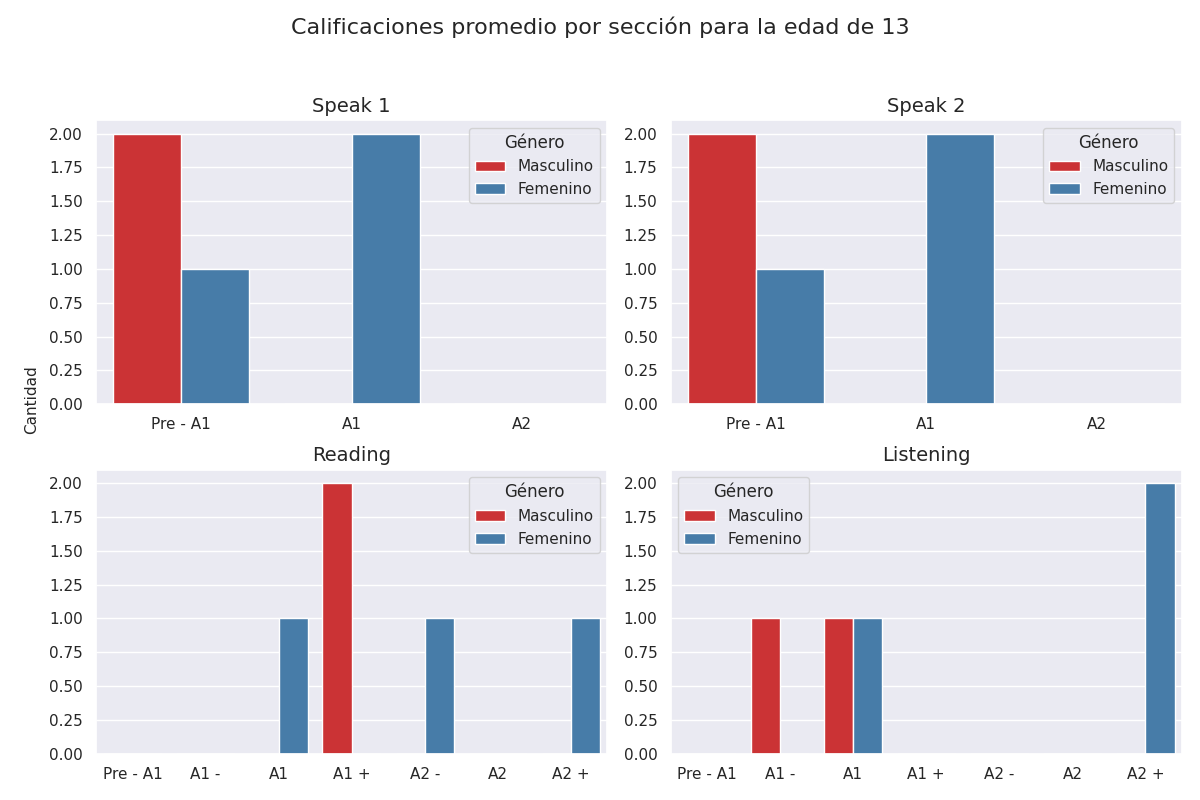 Calificaciones promedio por sección para la edad de 13
Cantidad
Speak 1
2.00
1.75
1.50
1.25
1.00
0.75
0.50
0.25
0.00
Género
Masculino
Femenino
Pre - A1 A1 A2
Speak 2
2.00
1.75
1.50
1.25
1.00
0.75
0.50
0.25
0.00
Género
Masculino
Femenino
Pre - A1 A1 A2
Reading
2.00
1.75
1.50
1.25
1.00
0.75
0.50
0.25
0.00
Género
Masculino
Femenino
Pre - A1 A1 - A1 A1 + A2 - A2 A2 +
Listening
2.00
1.75
1.50
1.25
1.00
0.75
0.50
0.25
0.00
Género
Masculino
Femenino
Pre - A1 A1 - A1 A1 + A2 - A2 A2 +